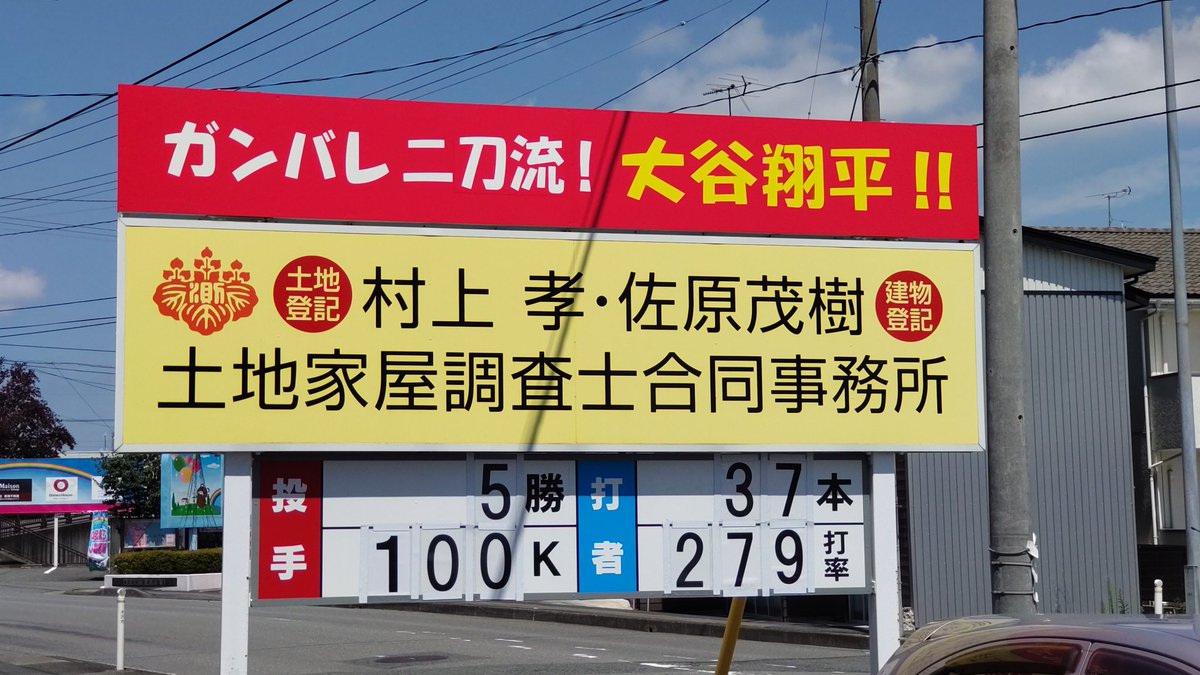 ガンバレ二刀流！大谷翔平!!
測
土地登記
村上 孝・佐原茂樹
建物登記
土地家屋調査士合同事務所
投手
5勝
100K
打者
37本
279打率
Maison